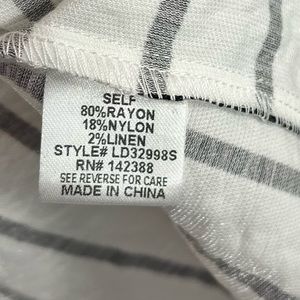 SELF
80%RAYON
18%NYLON
2%LINEN
STYLE# LD32998S
RN# 142388
SEE REVERSE FOR CARE
MADE IN CHINA